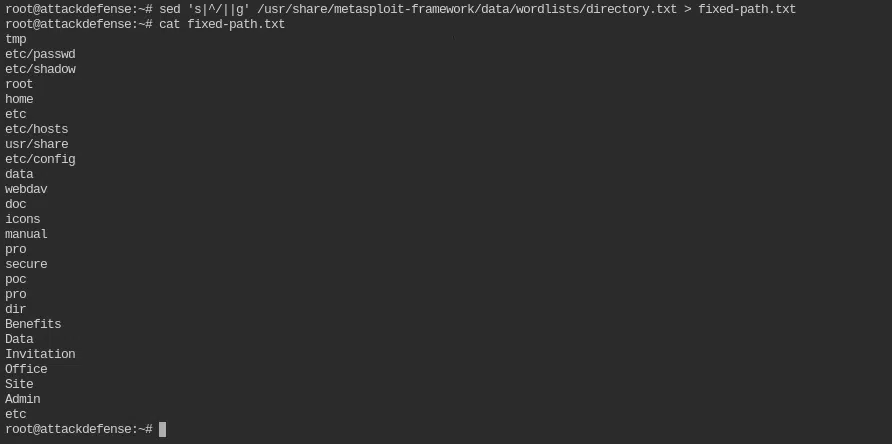 root@attackdefense:~# sed 's|^/||g' /usr/share/metasploit-framework/data/wordlists/directory.txt > fixed-path.txt
root@attackdefense:~# cat fixed-path.txt
tmp
etc/passwd
etc/shadow
root
home
etc
etc/hosts
usr/share
etc/config
data
webdav
doc
icons
manual
pro
secure
poc
pro
dir
Benefits
Data
Invitation
Office
Site
Admin
etc
root@attackdefense:~#